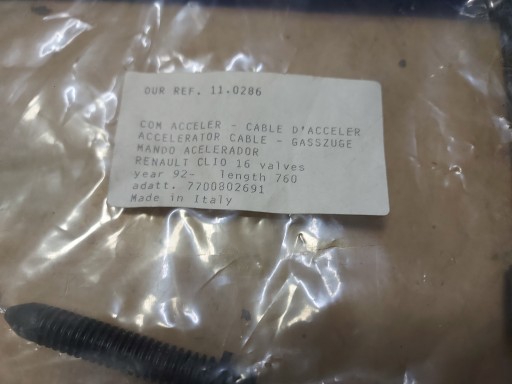 OUR REF. 11.0286
COM ACCELER - CABLE D'ACCELER
ACCELERATOR CABLE - GASSZUGE
MANDO ACELERADOR
RENAULT CLIO 16 valves
year 92- length 760
adatt. 7700802691
Made in Italy